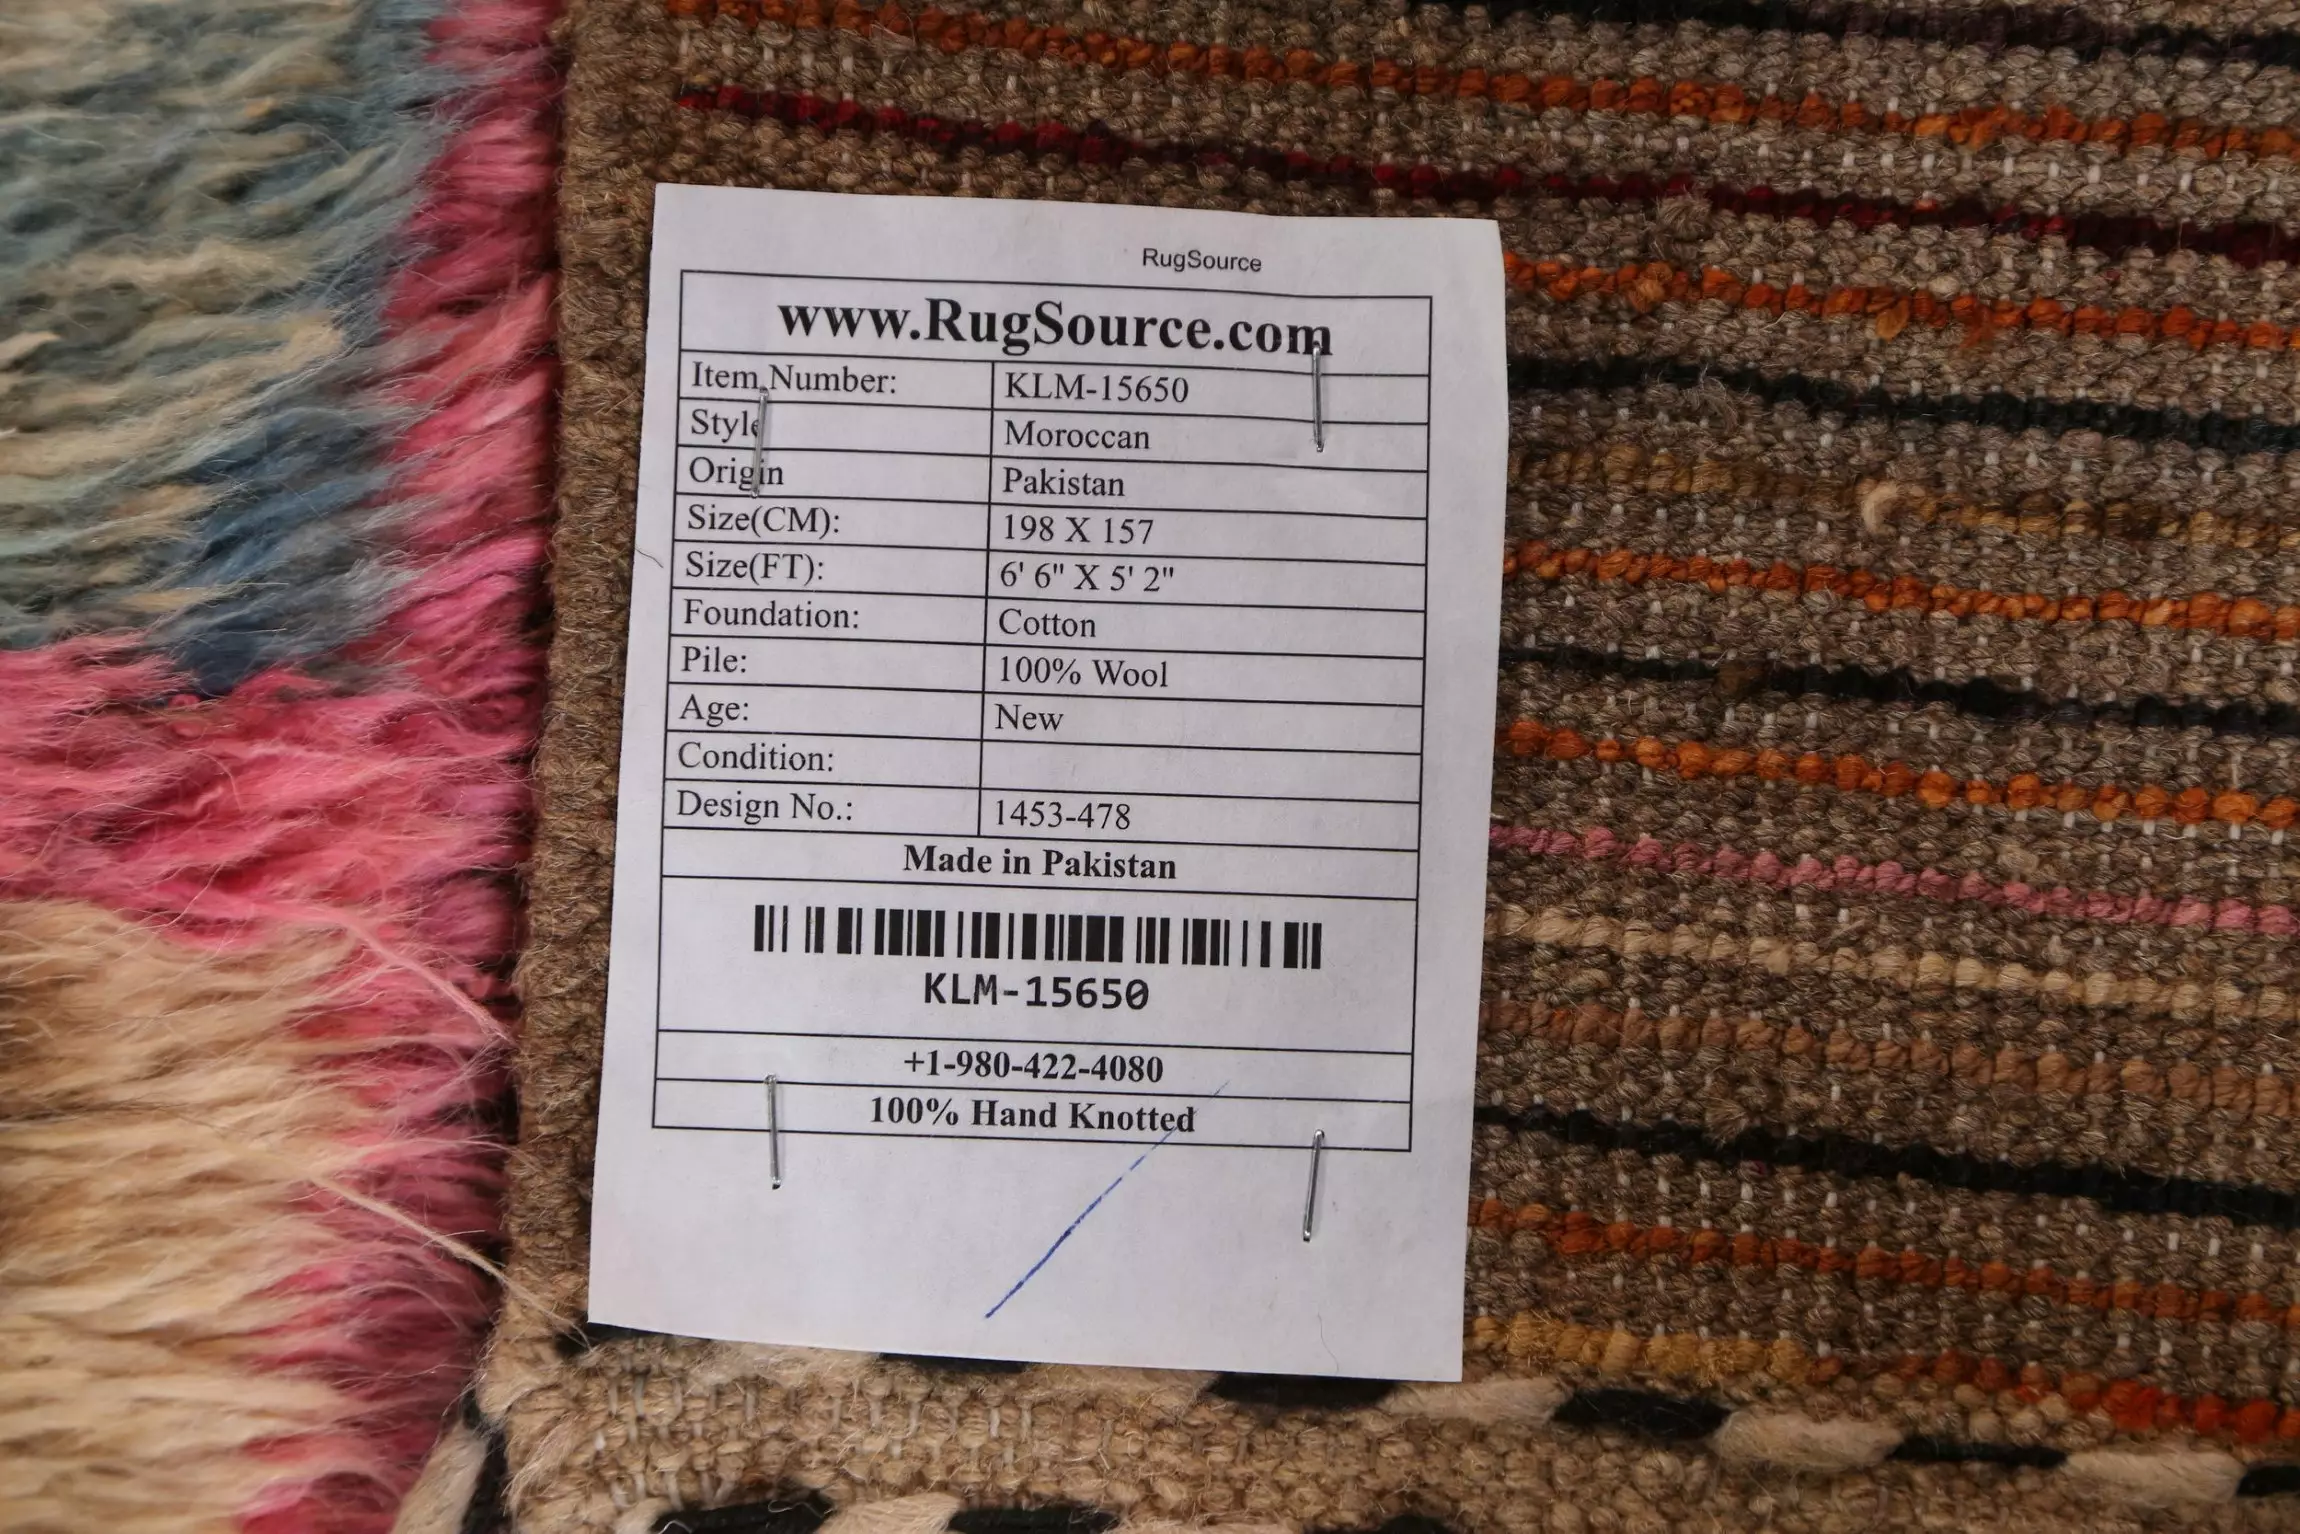 RugSource
www.RugSource.com
Item Number: KLM-15650
Style Moroccan
Origin Pakistan
Size(CM): 198 X 157
Size(FT): 6' 6" X 5' 2"
Foundation: Cotton
Pile: 100% Wool
Age: New
Condition:
Design No.: 1453-478
Made in Pakistan
KLM-15650
+1-980-422-4080
100% Hand Knotted